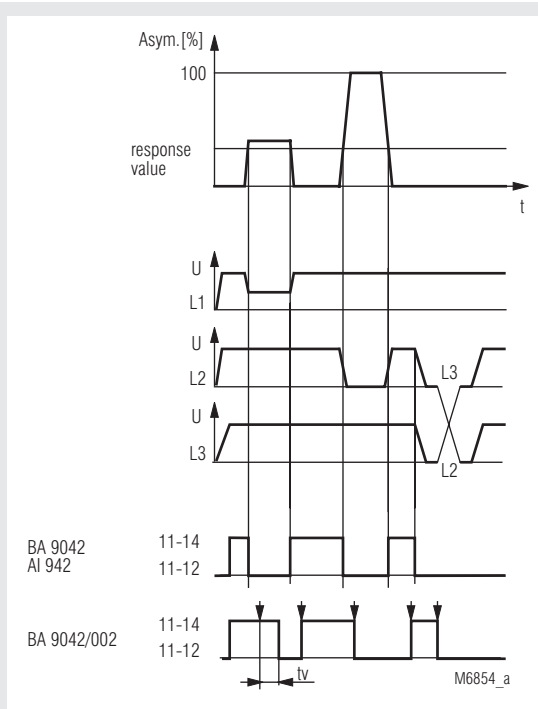 Asym.[%]
100
response
value
t
U
L1
U
L2
L3
U
L3
L2
BA 9042
AI 942
11-14
11-12
BA 9042/002
11-14
11-12
tv
M6854_a